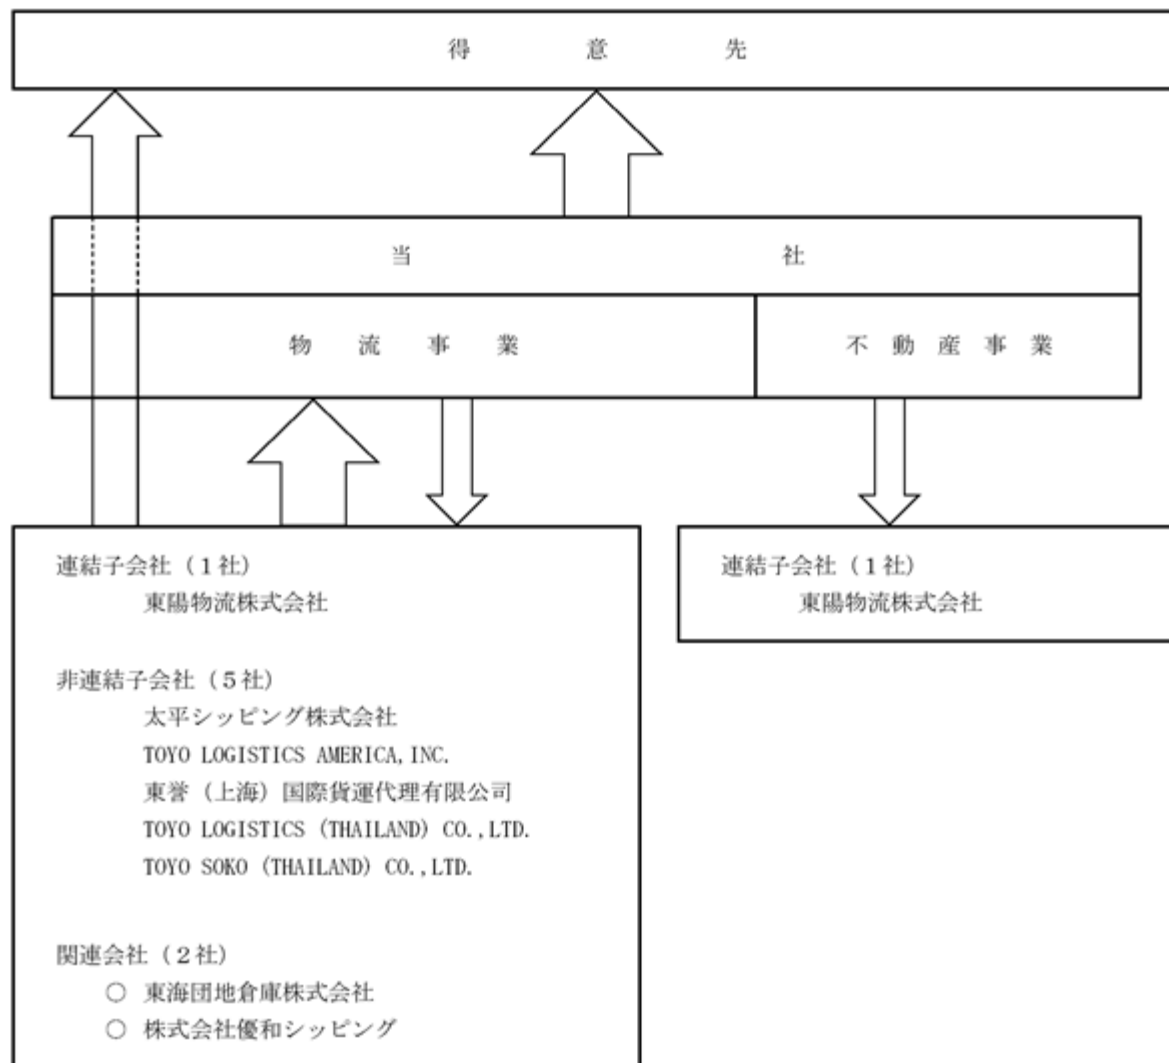 得意先
当社
物流事業
不動産事業
連結子会社（１社）
東陽物流株式会社
非連結子会社（５社）
太平シッピング株式会社
TOYO LOGISTICS AMERICA,INC.
東誉（上海）国際貨運代理有限公司
TOYO LOGISTICS (THAILAND) CO.,LTD.
TOYO SOKO (THAILAND) CO.,LTD.
関連会社（２社）
○ 東海団地倉庫株式会社
○ 株式会社優和シッピング
連結子会社（１社）
東陽物流株式会社